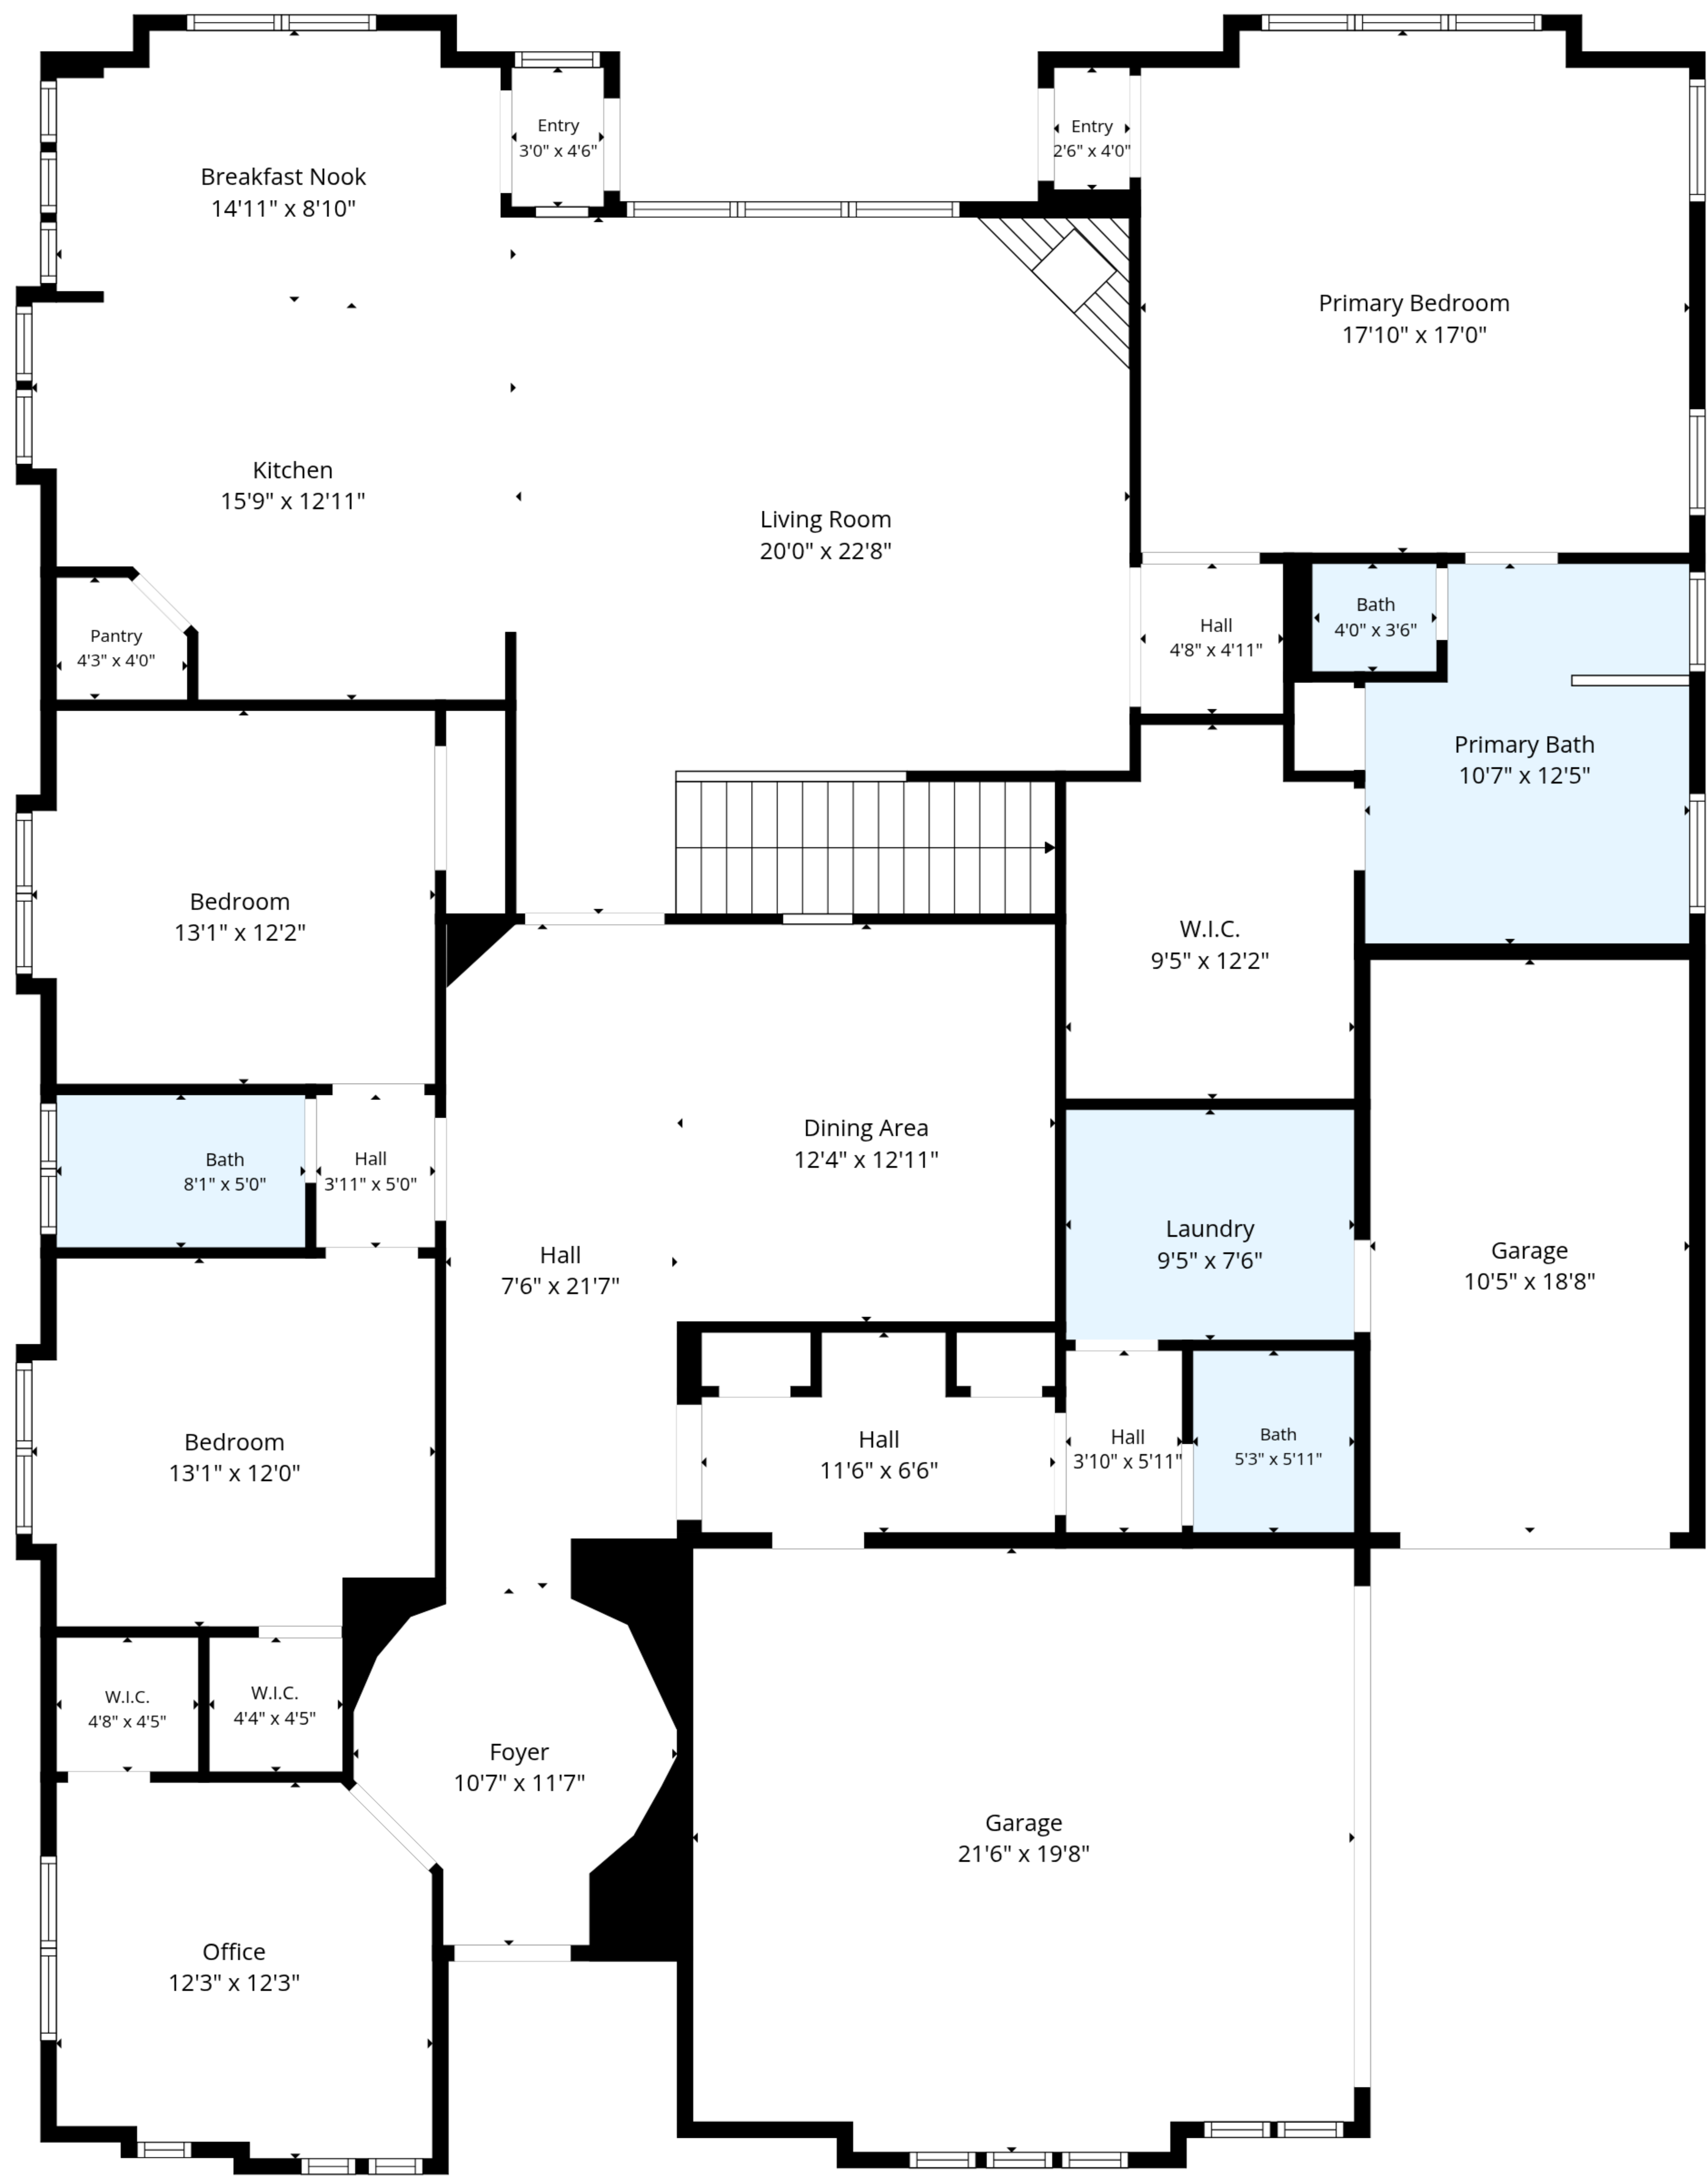 Entry
3'0" x 4'6"
Entry
2'6" x 4'0"
Breakfast Nook
14'11" x 8'10"
Primary Bedroom
17'10" x 17'0"
Kitchen
15'9" x 12'11"
Living Room
20'0" x 22'8"
Bath
4'0" x 3'6"
Hall
4'8" x 4'11"
Pantry
4'3" x 4'0"
Primary Bath
10'7" x 12'5"
Bedroom
13'1" x 12'2"
W.I.C.
9'5" x 12'2"
Dining Area
12'4" x 12'11"
Bath
8'1" x 5'0"
Hall
3'11" x 5'0"
Laundry
9'5" x 7'6"
Hall
7'6" x 21'7"
Garage
10'5" x 18'8"
Bedroom
13'1" x 12'0"
Hall
11'6" x 6'6"
Hall
3'10" x 5'11"
Bath
5'3" x 5'11"
W.I.C.
4'8" x 4'5"
W.I.C.
4'4" x 4'5"
Foyer
10'7" x 11'7"
Garage
21'6" x 19'8"
Office
12'3" x 12'3"